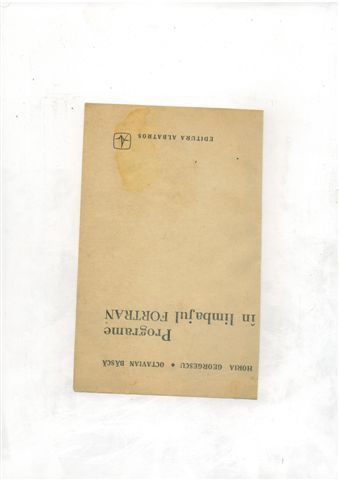 HORIA GEORGESCU ♦ OCTAVIAN BÂSCĂ
Programe
în limbajul FORTRAN
EDITURA ALBATROS